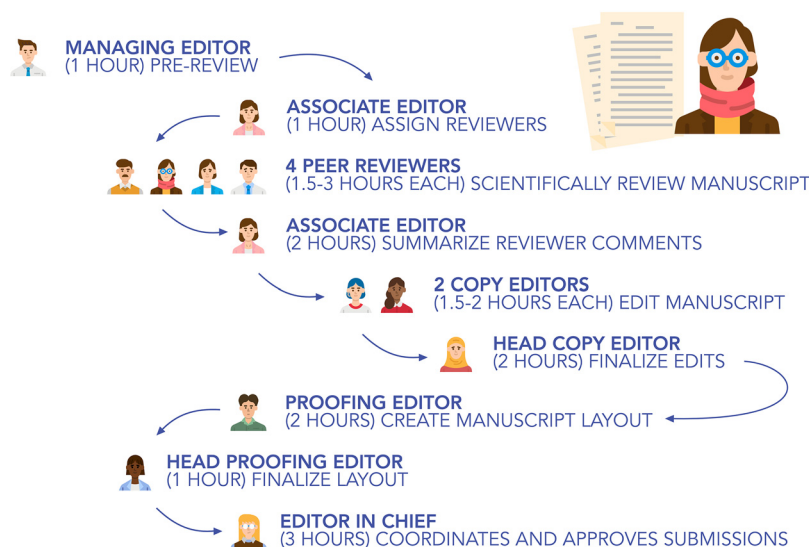 MANAGING EDITOR
(1 HOUR) PRE-REVIEW
ASSOCIATE EDITOR
(1 HOUR) ASSIGN REVIEWERS
4 PEER REVIEWERS
(1.5-3 HOURS EACH) SCIENTIFICALLY REVIEW MANUSCRIPT
ASSOCIATE EDITOR
(2 HOURS) SUMMARIZE REVIEWER COMMENTS
2 COPY EDITORS
(1.5-2 HOURS EACH) EDIT MANUSCRIPT
HEAD COPY EDITOR
(2 HOURS) FINALIZE EDITS
PROOFING EDITOR
(2 HOURS) CREATE MANUSCRIPT LAYOUT
HEAD PROOFING EDITOR
(1 HOUR) FINALIZE LAYOUT
EDITOR IN CHIEF
(3 HOURS) COORDINATES AND APPROVES SUBMISSIONS